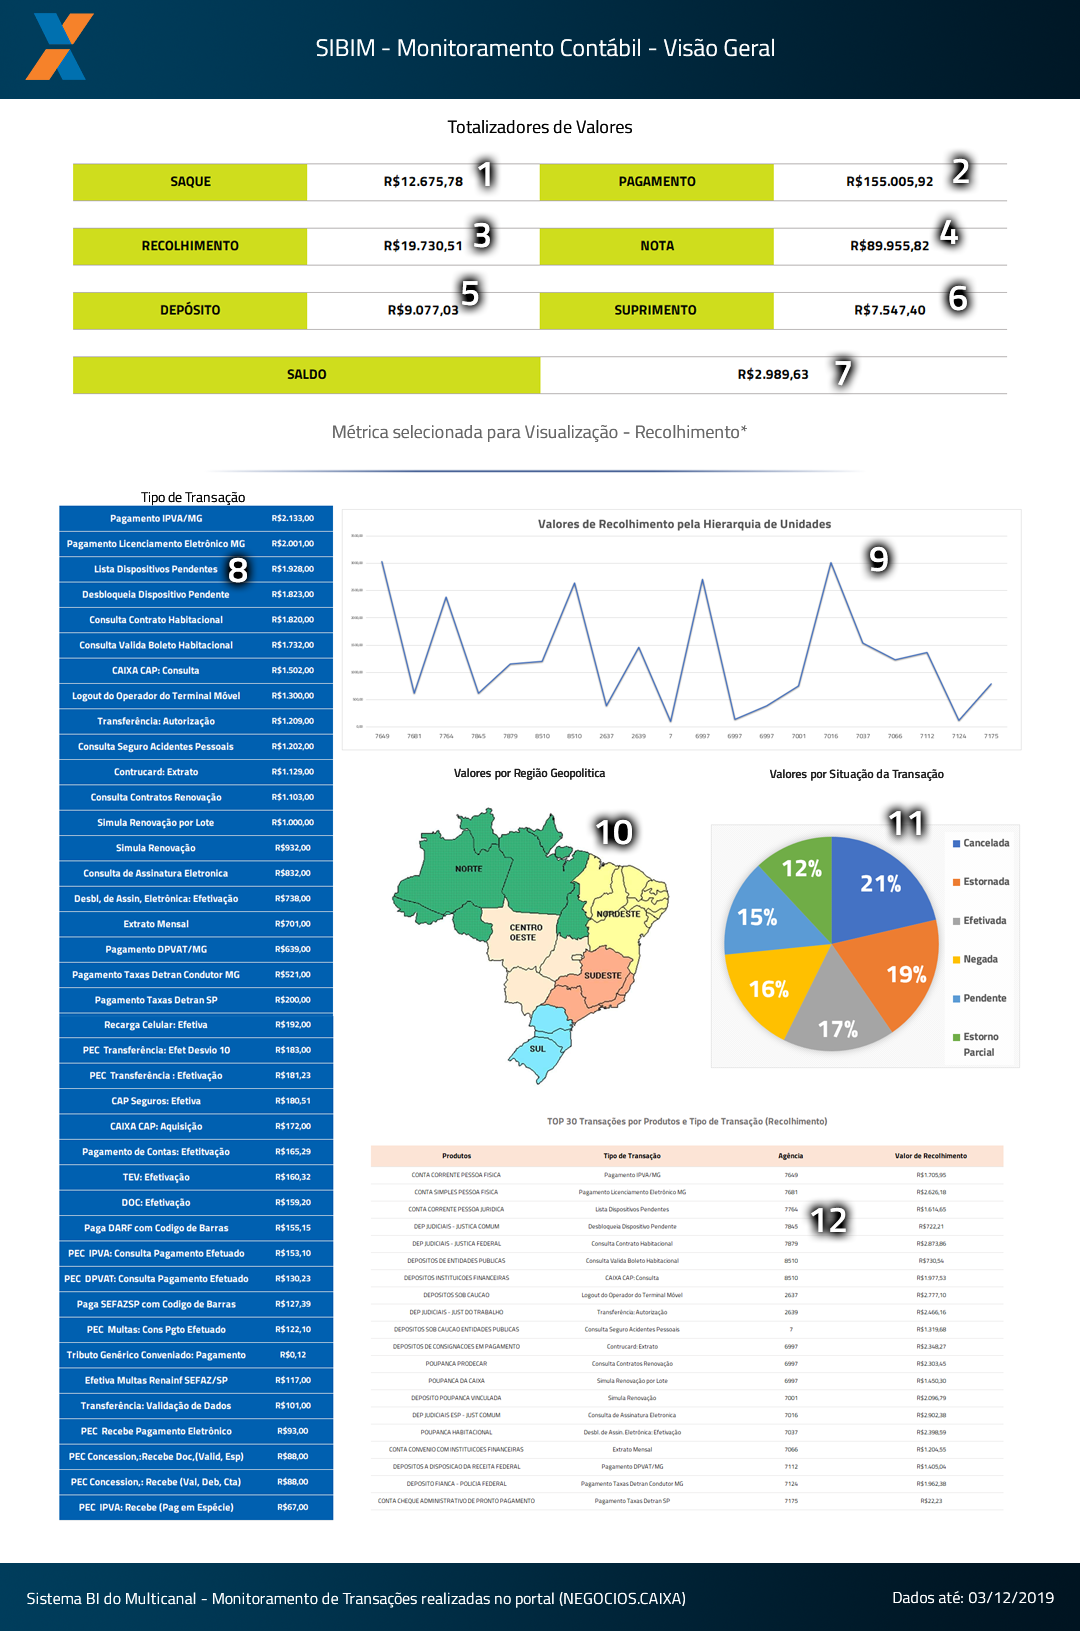 SIBIM - Monitoramento Contábil - Visão Geral
Totalizadores de Valores
SAQUE R$12.675,78 1 PAGAMENTO R$155.005,92 2
RECOLHIMENTO R$19.730,51 3 NOTA R$89.955,82 4
DEPÓSITO R$9.077,03 5 SUPRIMENTO R$7.547,40 6
SALDO R$2.989,63 7
Métrica selecionada para Visualização - Recolhimento*
Tipo de Transação
Pagamento IPVA/MG R$2.133,00
Pagamento Licenciamento Eletrônico MG R$2.001,00
Lista Dispositivos Pendentes R$1.928,00
8
Desbloqueia Dispositivo Pendente R$1.823,00
Consulta Contrato Habitacional R$1.820,00
Consulta Valida Boleto Habitacional R$1.732,00
CAIXA CAP: Consulta R$1.502,00
Logout do Operador do Terminal Móvel R$1.300,00
Transferência: Autorização R$1.209,00
Consulta Seguro Acidentes Pessoais R$1.202,00
Contrucard: Extrato R$1.129,00
Consulta Contratos Renovação R$1.103,00
Simula Renovação por Lote R$1.000,00
Simula Renovação R$932,00
Consulta de Assinatura Eletronica R$832,00
Desbl, de Assin, Eletrônica: Efetivação R$738,00
Extrato Mensal R$701,00
Pagamento DPVAT/MG R$639,00
Pagamento Taxas Detran Condutor MG R$521,00
Pagamento Taxas Detran SP R$200,00
Recarga Celular: Efetiva R$192,00
PEC Transferência: Efet Desvio 10 R$183,00
PEC Transferência : Efetivação R$181,23
CAP Seguros: Efetiva R$180,51
CAIXA CAP: Aquisição R$172,00
Pagamento de Contas: Efetitvação R$165,29
TEV: Efetivação R$160,32
DOC: Efetivação R$159,20
Paga DARF com Codigo de Barras R$155,15
PEC IPVA: Consulta Pagamento Efetuado R$153,10
PEC DPVAT: Consulta Pagamento Efetuado R$130,23
Paga SEFAZSP com Codigo de Barras R$127,39
PEC Multas: Cons Pgto Efetuado R$122,10
Tributo Genérico Conveniado: Pagamento R$0,12
Efetiva Multas Renainf SEFAZ/SP R$117,00
Transferência: Validação de Dados R$101,00
PEC Recebe Pagamento Eletrônico R$93,00
PEC Concession,:Recebe Doc,(Valid, Esp) R$88,00
PEC Concession,: Recebe (Val, Deb, Cta) R$88,00
PEC IPVA: Recebe (Pag em Espécie) R$67,00
Valores de Recolhimento pela Hierarquia de Unidades
9
7649 7681 7764 7845 7879 8510 8510 2637 2639 7 6997 6997 6997 7001 7016 7037 7066 7112 7124 7175
Valores por Região Geopolitica
10
NORTE
NORDESTE
CENTRO
OESTE
SUDESTE
SUL
Valores por Situação da Transação
11
21%
19%
17%
16%
15%
12%
Cancelada
Estornada
Efetivada
Negada
Pendente
Estorno
Parcial
TOP 30 Transações por Produtos e Tipo de Transação (Recolhimento)
Produtos Tipo de Transação Agência Valor de Recolhimento
CONTA CORRENTE PESSOA FISICA Pagamento IPVA/MG 7649 R$1.705,95
CONTA SIMPLES PESSOA FISICA Pagamento Licenciamento Eletrônico MG 7681 R$2.626,18
CONTA CORRENTE PESSOA JURIDICA Lista Dispositivos Pendentes 7764 R$1.614,65
12
DEP JUDICIAIS - JUSTICA COMUM Desbloqueia Dispositivo Pendente 7845 R$722,21
DEP JUDICIAIS - JUSTICA FEDERAL Consulta Contrato Habitacional 7879 R$2.873,86
DEPOSITOS DE ENTIDADES PUBLICAS Consulta Valida Boleto Habitacional 8510 R$730,54
DEPOSITOS INSTITUICOES FINANCEIRAS CAIXA CAP: Consulta 8510 R$1.977,53
DEPOSITOS SOB CAUCAO Logout do Operador do Terminal Móvel 2637 R$2.777,10
DEP JUDICIAIS - JUST DO TRABALHO Transferência: Autorização 2639 R$2.466,16
DEPOSITOS SOB CAUCAO ENTIDADES PUBLICAS Consulta Seguro Acidentes Pessoais 7 R$1.319,68
DEPOSITOS DE CONSIGNACOES EM PAGAMENTO Contrucard: Extrato 6997 R$2.348,27
POUPANCA PRODECAR Consulta Contratos Renovação 6997 R$2.303,45
POUPANCA DA CAIXA Simula Renovação por Lote 6997 R$1.450,30
DEPOSITO POUPANCA VINCULADA Simula Renovação 7001 R$2.096,79
DEP JUDICIAIS ESP - JUST COMUM Consulta de Assinatura Eletronica 7016 R$2.902,38
POUPANCA HABITACIONAL Desbl. de Assin. Eletrônica: Efetivação 7037 R$2.398,59
CONTA CONVENIO COM INSTITUICOES FINANCEIRAS Extrato Mensal 7066 R$1.204,55
DEPOSITOS A DISPOSICAO DA RECEITA FEDERAL Pagamento DPVAT/MG 7112 R$1.405,04
DEPOSITO FIANCA - POLICIA FEDERAL Pagamento Taxas Detran Condutor MG 7124 R$1.962,38
CONTA CHEQUE ADMINISTRATIVO DE PRONTO PAGAMENTO Pagamento Taxas Detran SP 7175 R$22,23
Sistema BI do Multicanal - Monitoramento de Transações realizadas no portal (NEGOCIOS.CAIXA) Dados até: 03/12/2019